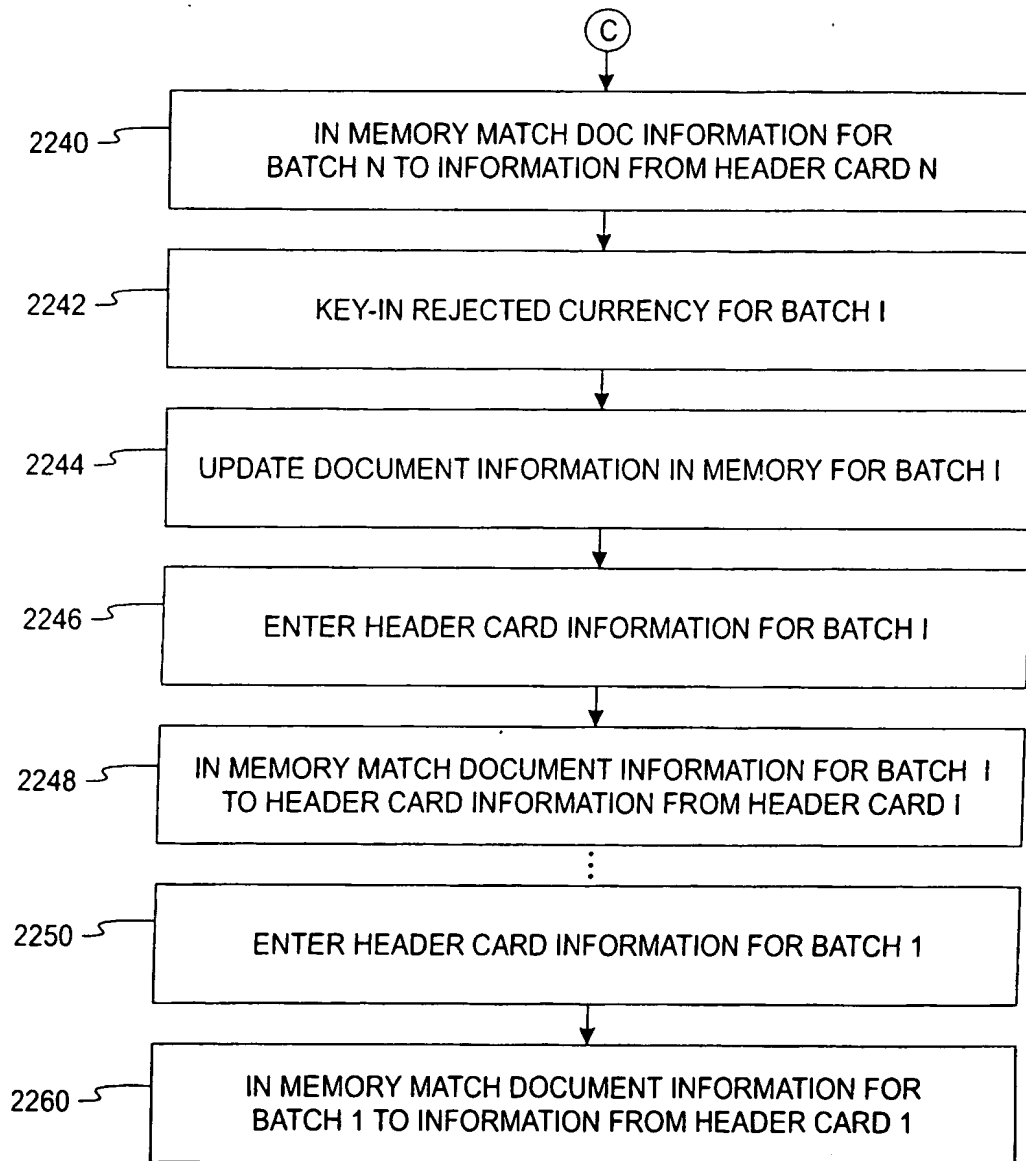 C
2240
IN MEMORY MATCH DOC INFORMATION FOR
BATCH N TO INFORMATION FROM HEADER CARD N
2242
KEY-IN REJECTED CURRENCY FOR BATCH I
2244
UPDATE DOCUMENT INFORMATION IN MEMORY FOR BATCH I
2246
ENTER HEADER CARD INFORMATION FOR BATCH I
2248
IN MEMORY MATCH DOCUMENT INFORMATION FOR BATCH I
TO HEADER CARD INFORMATION FROM HEADER CARD I
2250
ENTER HEADER CARD INFORMATION FOR BATCH 1
2260
IN MEMORY MATCH DOCUMENT INFORMATION FOR
BATCH 1 TO INFORMATION FROM HEADER CARD 1